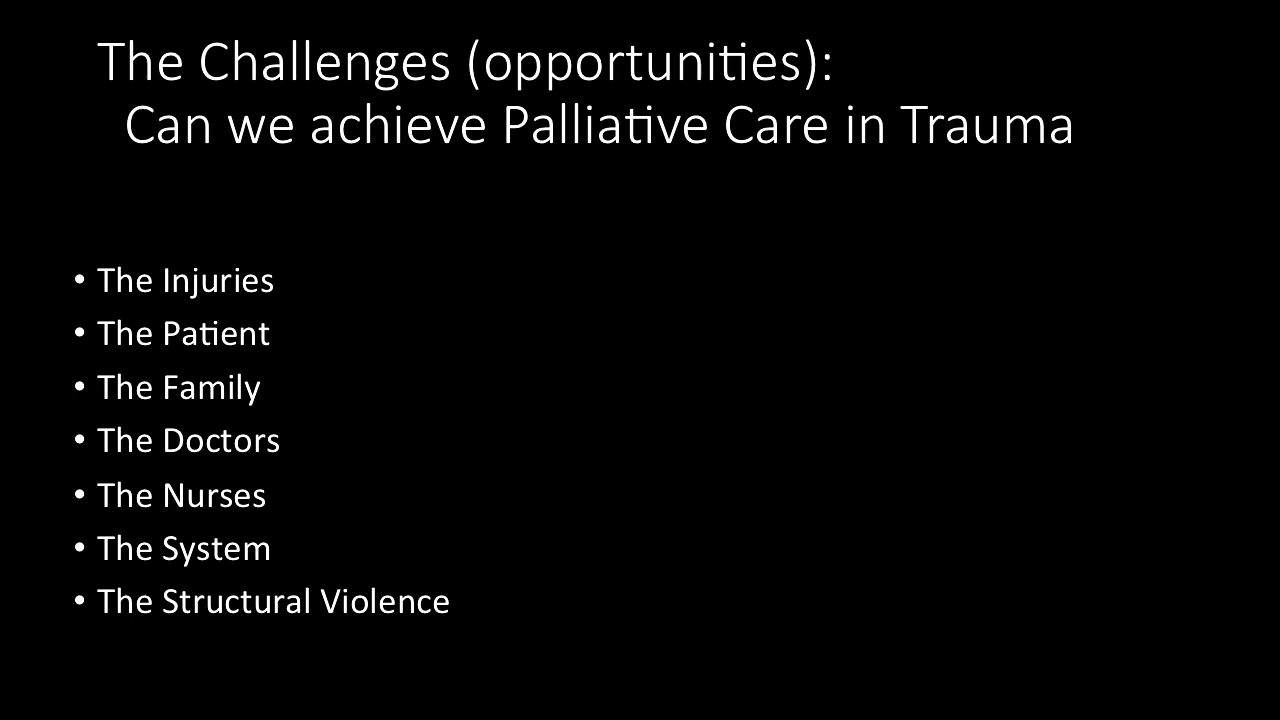 The Challenges (opportunities):
Can we achieve Palliative Care in Trauma
• The Injuries
• The Patient
• The Family
• The Doctors
• The Nurses
• The System
• The Structural Violence